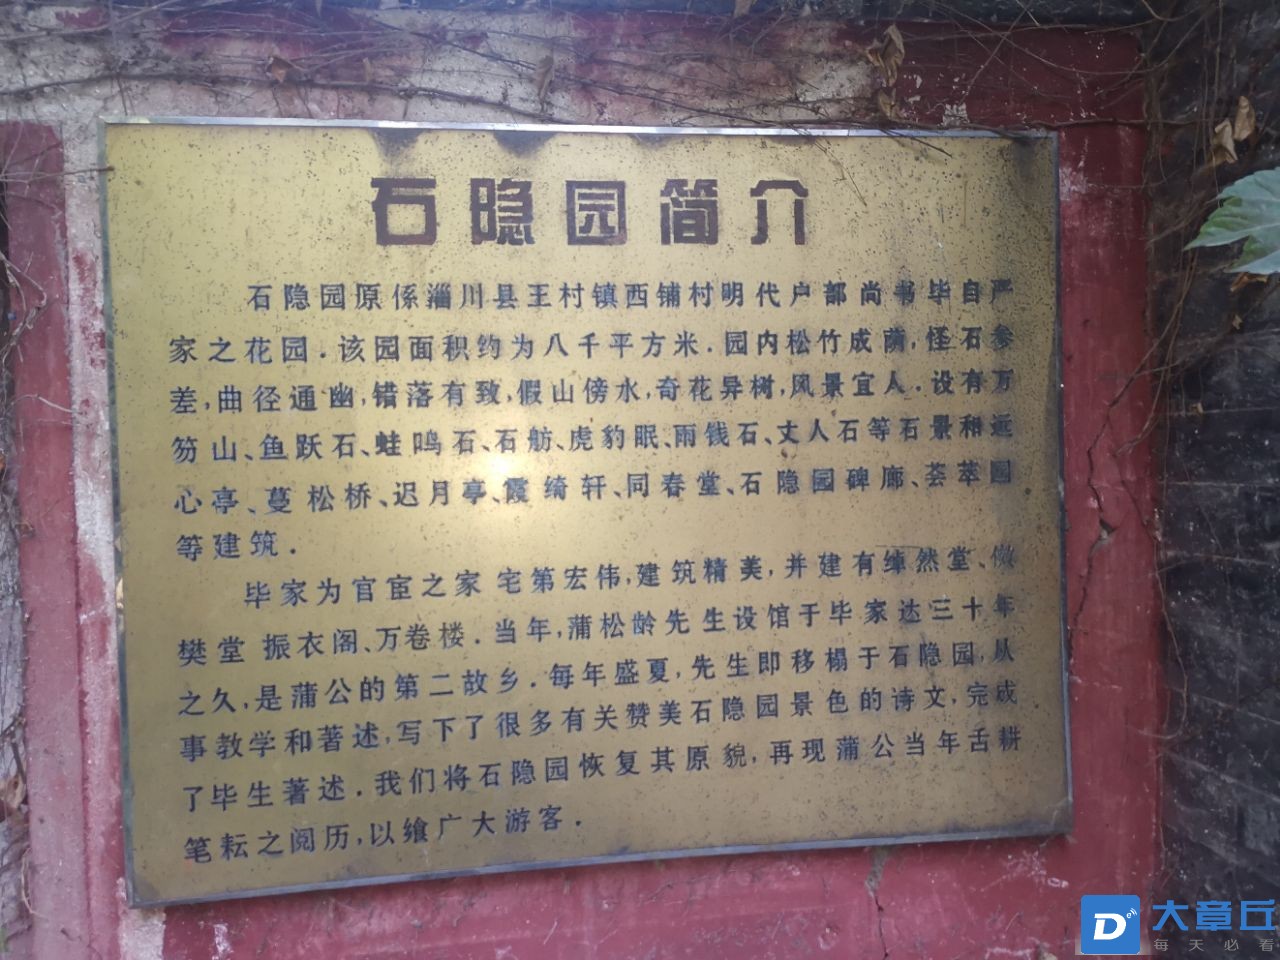 石隐园简介
石隐园原係淄川县王村镇西铺村明代户部尚书毕自严
家之花园.该园面积约为八千平方米.园内松竹成荫,怪石参
差,曲径通幽,错落有致,假山傍水,奇花异树,风景宜人.设有万
笏山、鱼跃石、蛙鸣石、石舫、虎豹眠、雨钱石、丈人石等石景和远
心亭、蔓松桥、迟月亭、霞绮轩、同春堂、石隐园碑廊、荟萃园
等建筑.
毕家为官宦之家 宅第宏伟,建筑精美,并建有绰然堂、傚
樊堂 振衣阁、万卷楼.当年,蒲松龄先生设馆于毕家达三十年
之久,是蒲公的第二故乡.每年盛夏,先生即移榻于石隐园,从
事教学和著述,写下了很多有关赞美石隐园景色的诗文,完成
了毕生著述.我们将石隐园恢复其原貌,再现蒲公当年舌耕
笔耘之阅历,以飨广大游客.
大章丘
每天必看